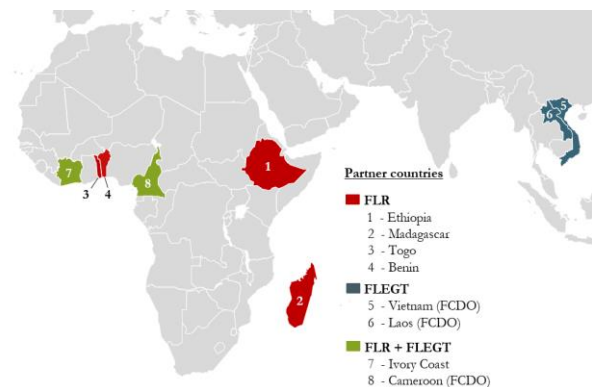 5
6
7
8
1
3
4
2
Partner countries
FLR
1 - Ethiopia
2 - Madagascar
3 - Togo
4 - Benin
FLEGT
5 - Vietnam (FCDO)
6 - Laos (FCDO)
FLR + FLEGT
7 - Ivory Coast
8 - Cameroon (FCDO)